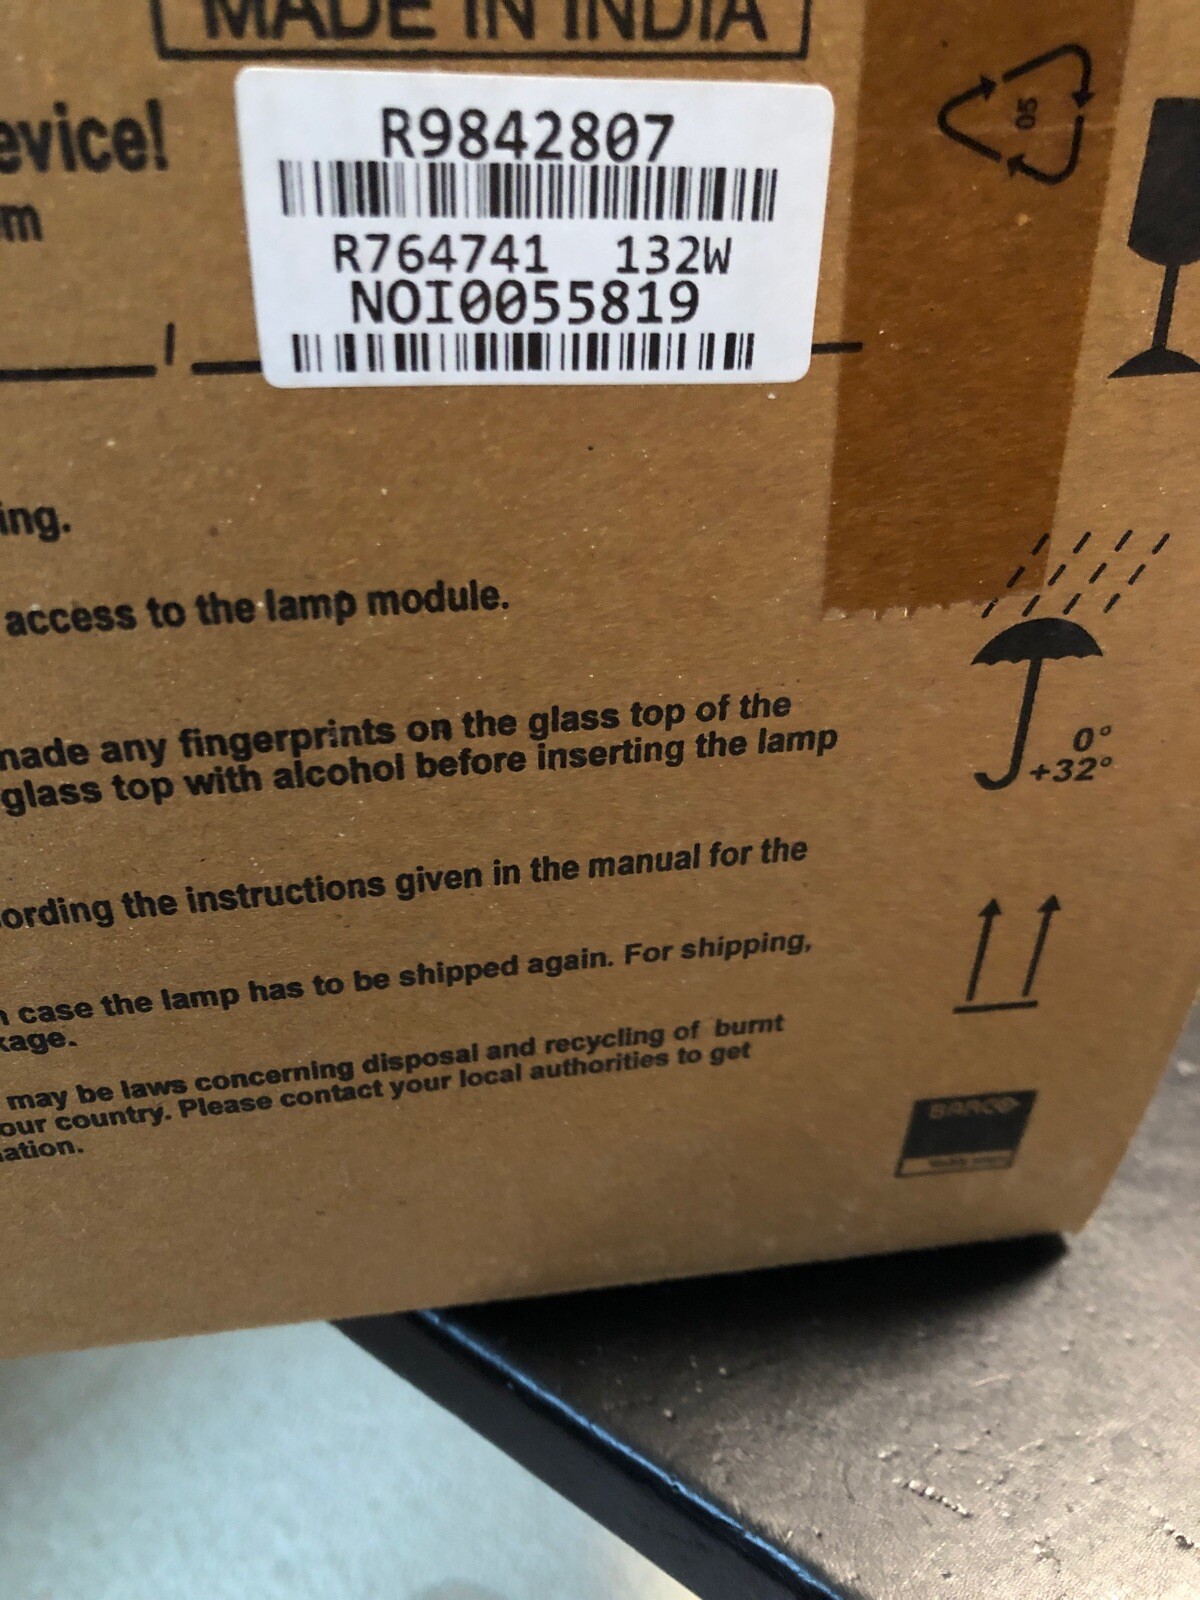 MADE IN INDIA
evice!
R9842807
R764741 132W
NOI0055819
m
05
ing.
access to the lamp module.
made any fingerprints on the glass top of the
glass top with alcohol before inserting the lamp
0°
+32°
ording the instructions given in the manual for the
n case the lamp has to be shipped again. For shipping,
kage.
may be laws concerning disposal and recycling of burnt
our country. Please contact your local authorities to get
ation.
BARCO